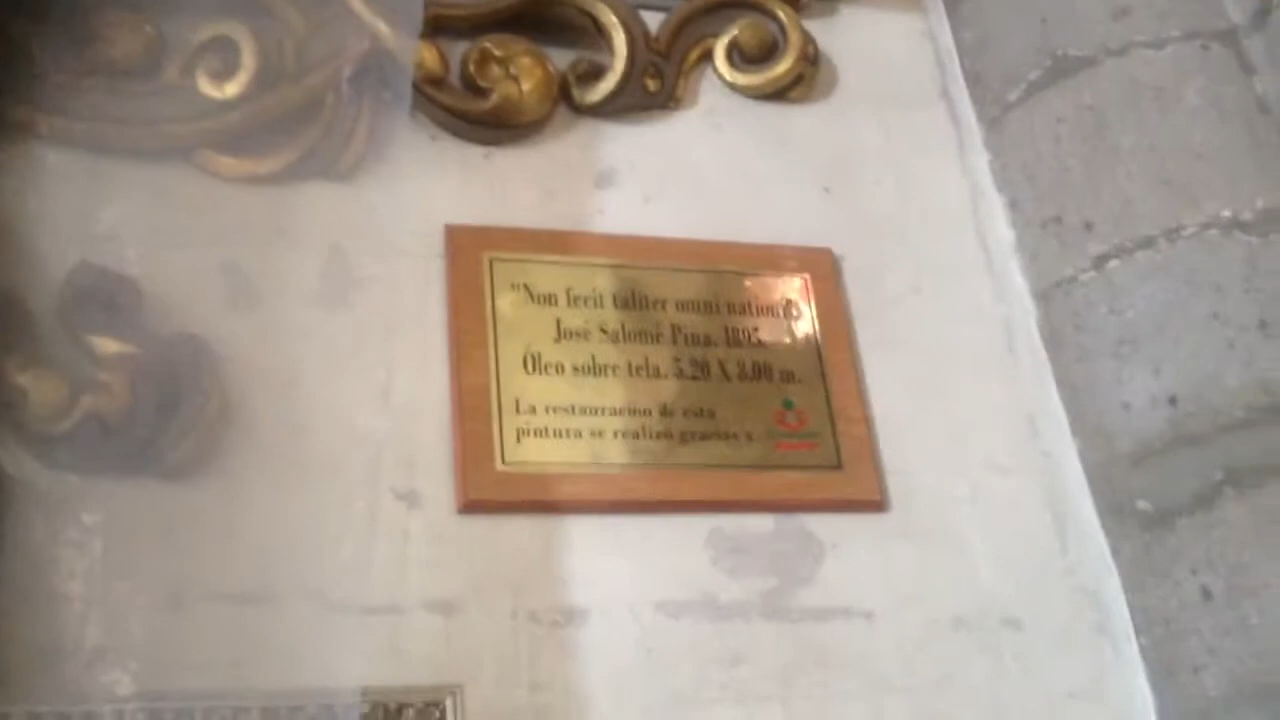 "Non fecit taliter omni nationi"
José Salomé Pina, 1895.
Óleo sobre tela. 5.20 X 8.00 m.
La restauración de esta
pintura se realizó gracias a